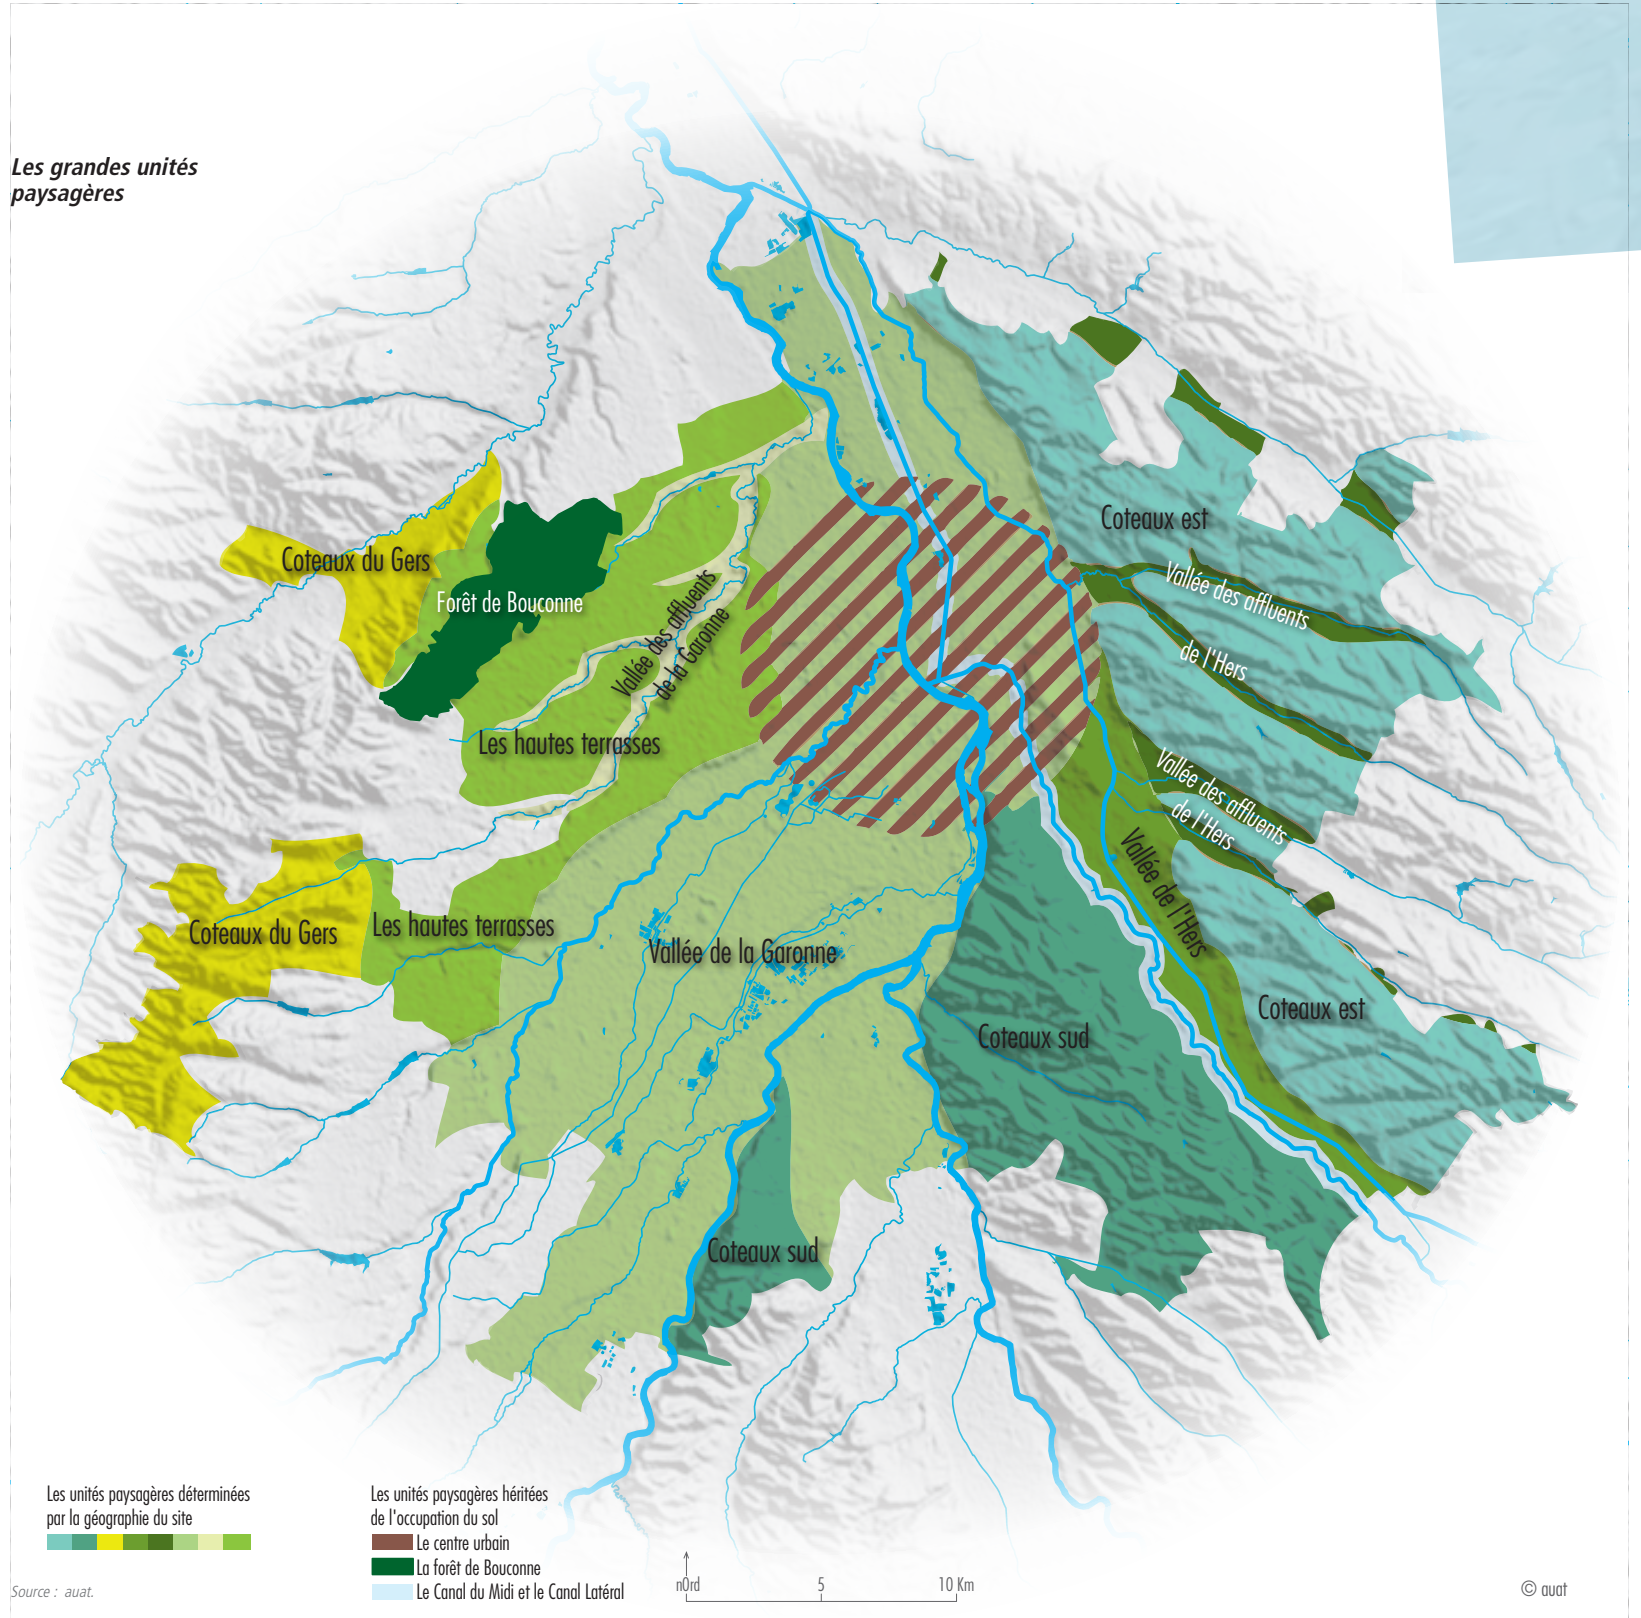 Les grandes unités
paysagères
Coteaux est
Coteaux du Gers
Forêt de Bouconne
Vallée des affluents
de l'Hers
Vallée des affluents
de la Garonne
Les hautes terrasses
Vallée des affluents
de l'Hers
Vallée de l'Hers
Coteaux du Gers
Les hautes terrasses
Vallée de la Garonne
Coteaux sud
Coteaux est
Coteaux sud
Les unités paysagères déterminées
par la géographie du site
Les unités paysagères héritées
de l'occupation du sol
Le centre urbain
La forêt de Bouconne
Le Canal du Midi et le Canal Latéral
n0rd 5 10 Km
Source : auat.
© auat